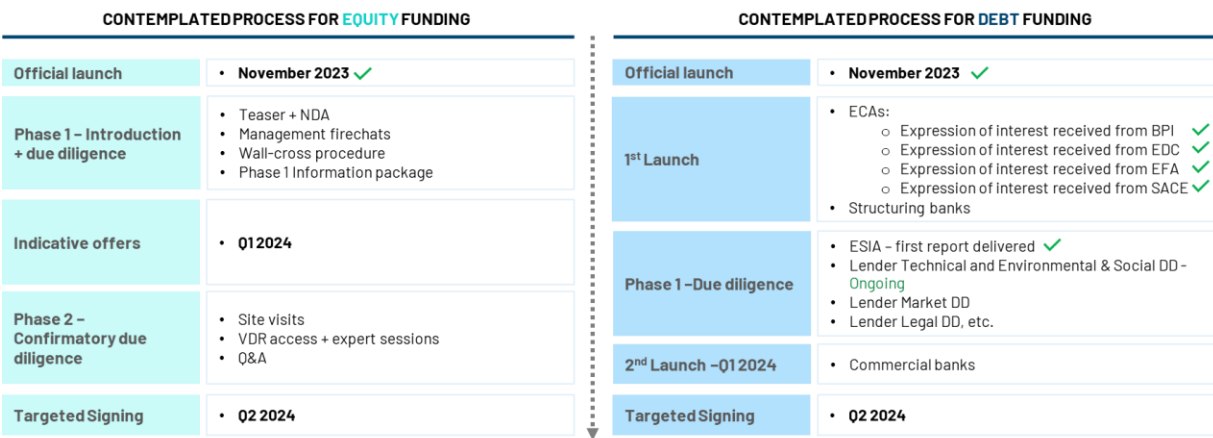 CONTEMPLATED PROCESS FOR EQUITY FUNDING
Official launch
• November 2023 ✓
Phase 1 – Introduction
+ due diligence
• Teaser + NDA
• Management firechats
• Wall-cross procedure
• Phase 1 Information package
Indicative offers
• Q1 2024
Phase 2 –
Confirmatory due
diligence
• Site visits
• VDR access + expert sessions
• Q&A
Targeted Signing
• Q2 2024
CONTEMPLATED PROCESS FOR DEBT FUNDING
Official launch
• November 2023 ✓
1st Launch
• ECAs:
o Expression of interest received from BPI ✓
o Expression of interest received from EDC ✓
o Expression of interest received from EFA ✓
o Expression of interest received from SACE ✓
• Structuring banks
Phase 1 –Due diligence
• ESIA – first report delivered ✓
• Lender Technical and Environmental & Social DD -
Ongoing
• Lender Market DD
• Lender Legal DD, etc.
2nd Launch –Q1 2024
• Commercial banks
Targeted Signing
• Q2 2024